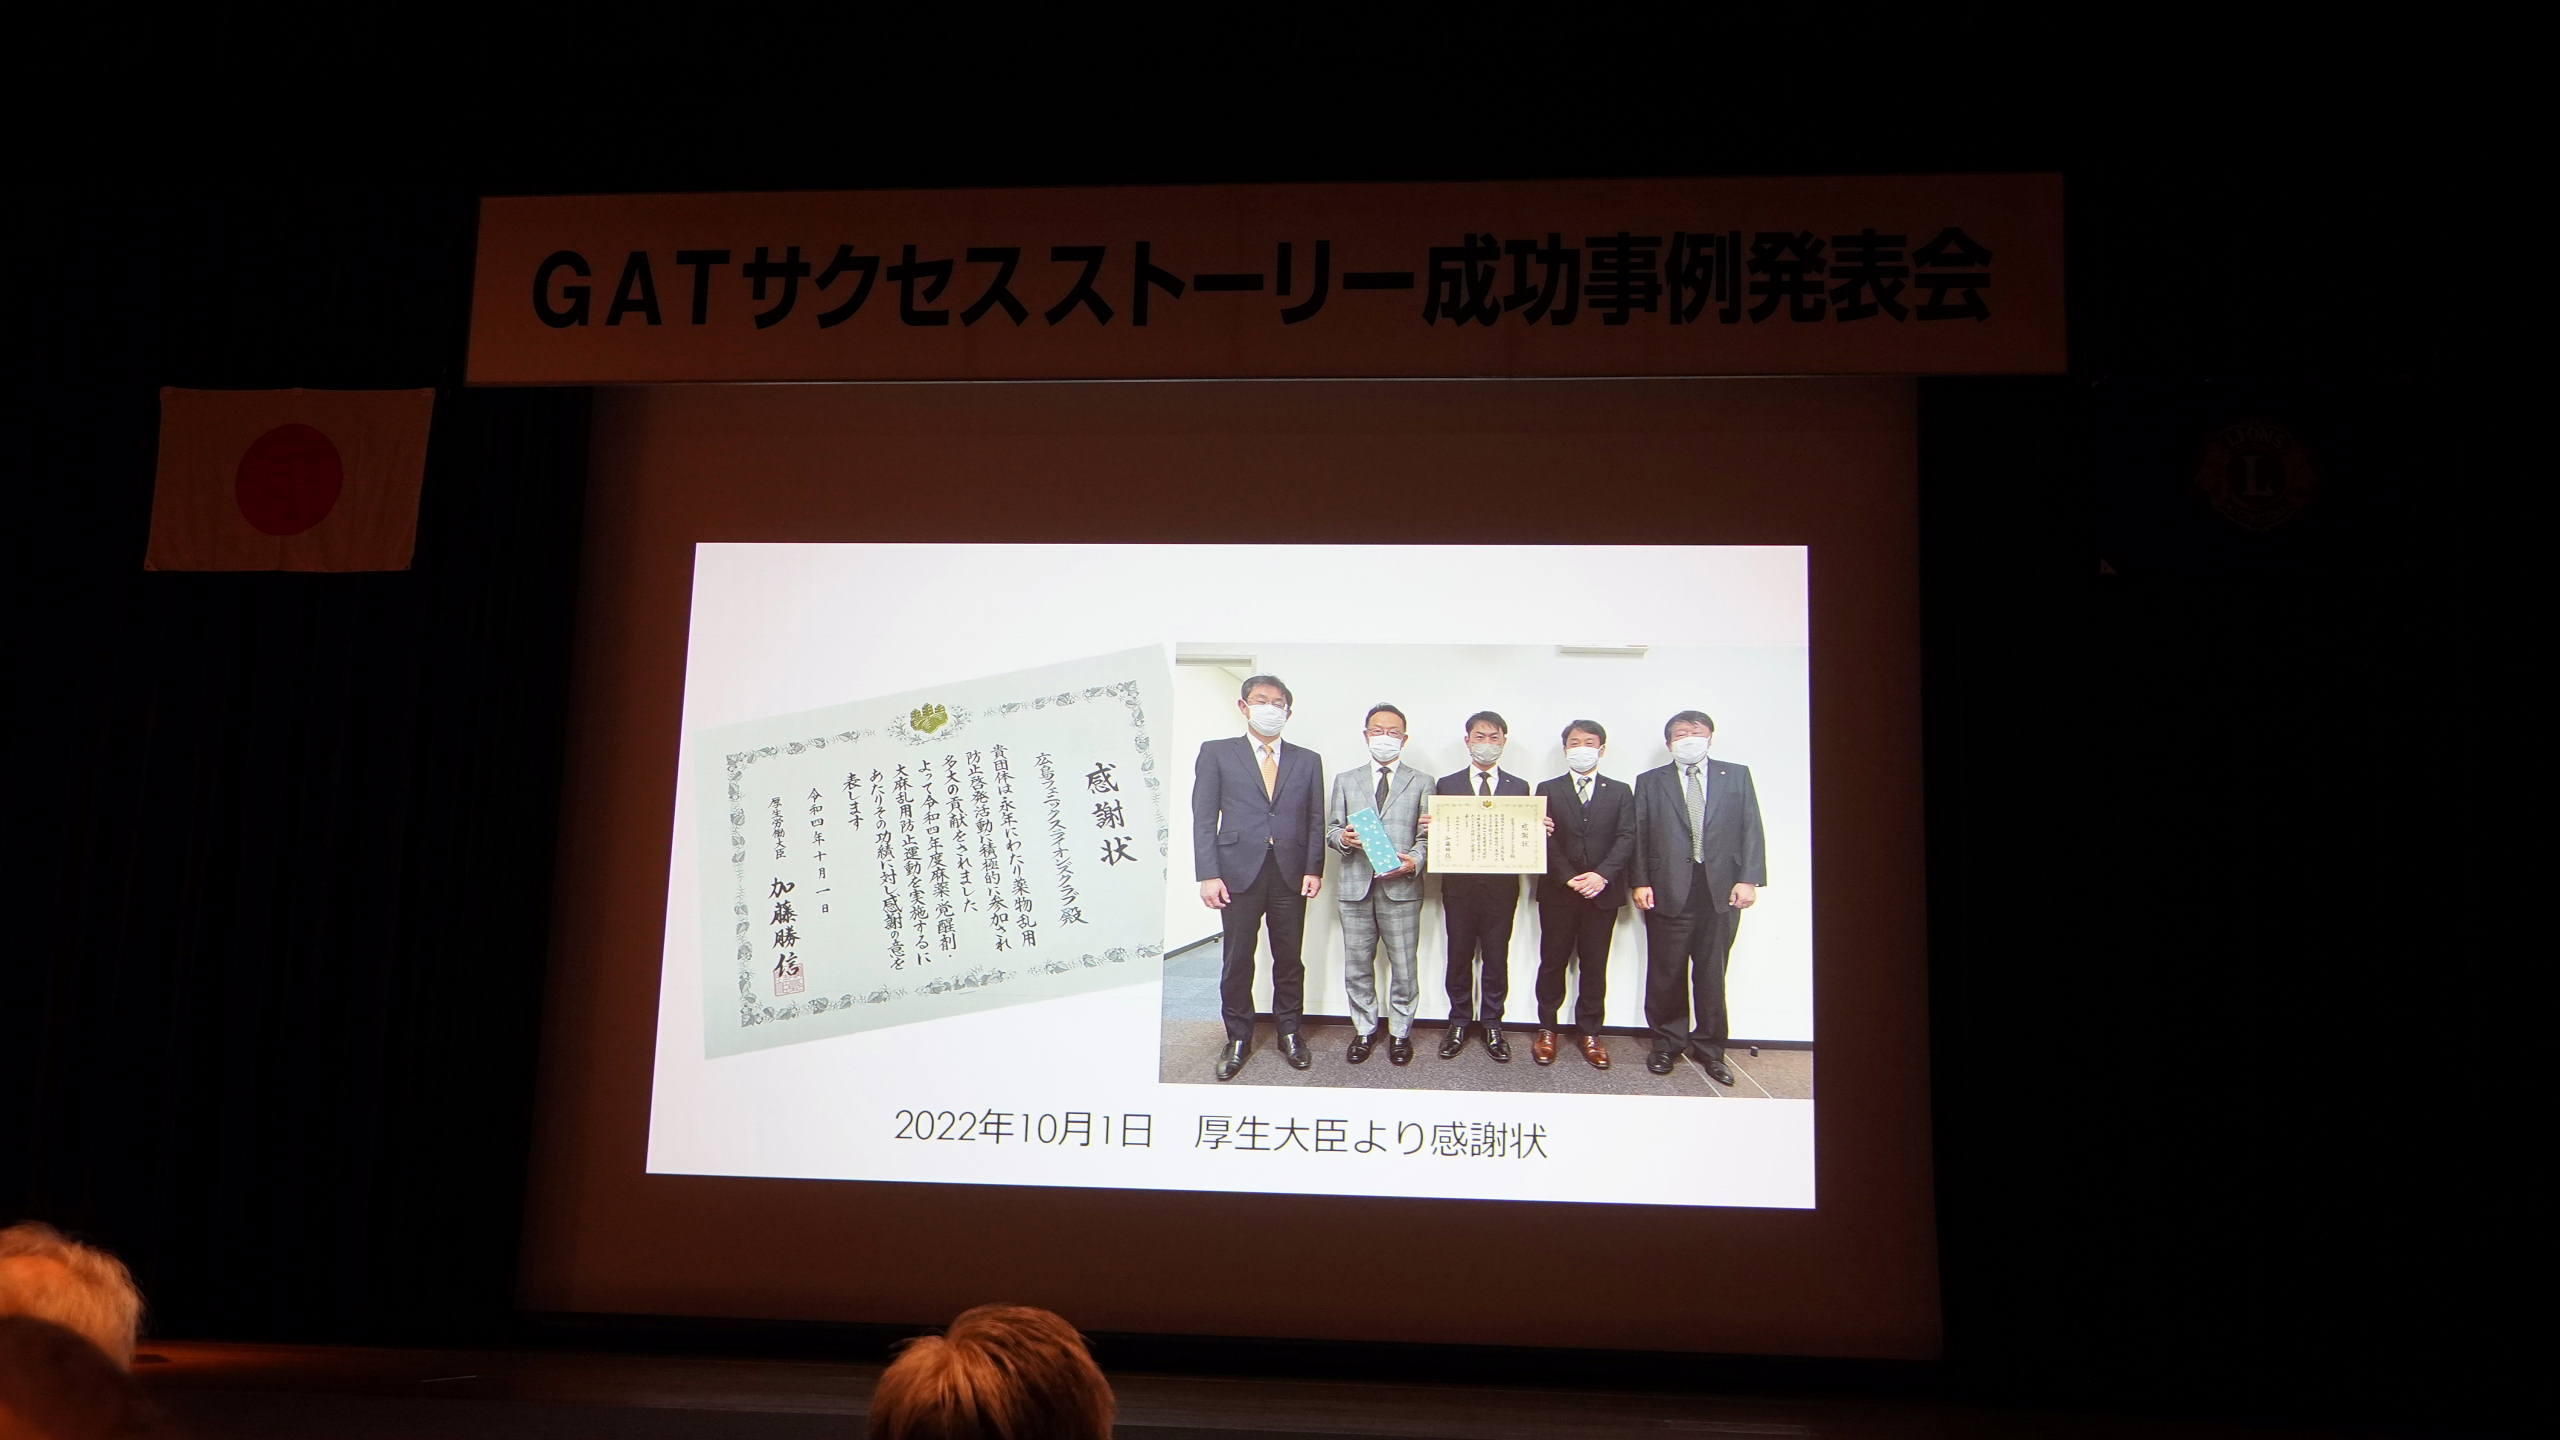 GATサクセスストーリー成功事例発表会
LIONS
L
感謝状
広島フェニックスライオンズクラブ殿
貴団体は永年にわたり薬物乱用
防止啓発活動に積極的に参加され
多大の貢献をされました
よって令和四年度麻薬・覚醒剤・
大麻乱用防止運動を実施するに
あたりその功績に対し感謝の意を
表します
令和四年十月一日
厚生労働大臣 加藤勝信
感謝状
2022年10月1日 厚生大臣より感謝状